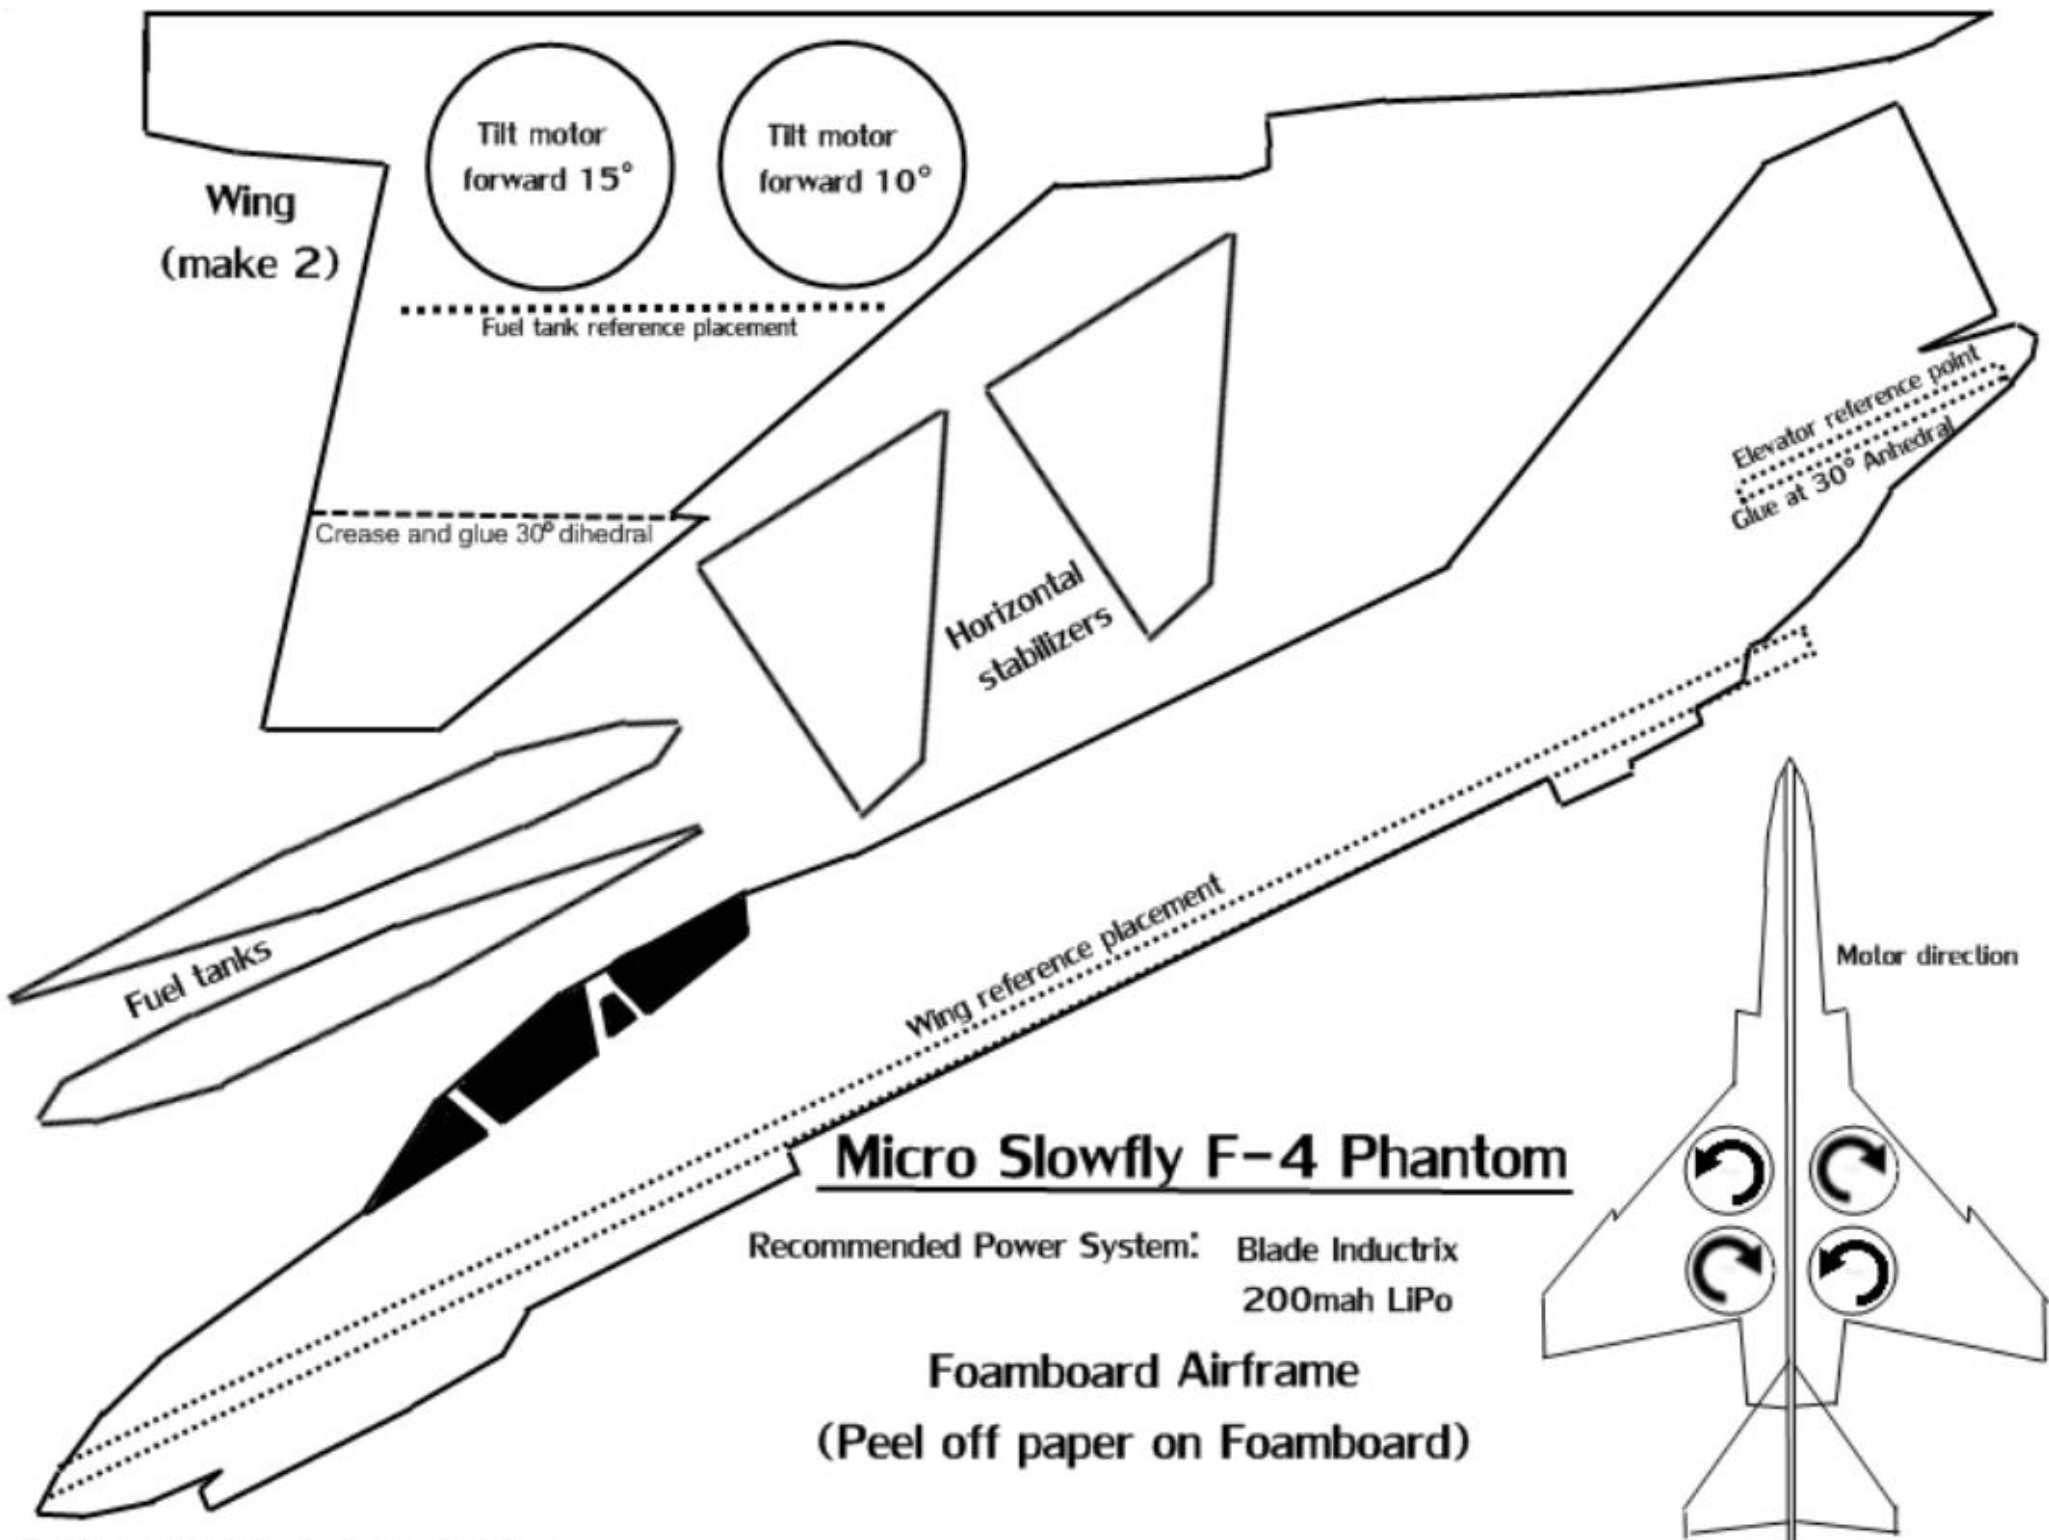 Tilt motor
forward 15°
Tilt motor
forward 10°
Wing
(make 2)
Fuel tank reference placement
Crease and glue 30° dihedral
Horizontal
stabilizers
Elevator reference point
Glue at 30° Anhedral
Fuel tanks
Wing reference placement
Motor direction
Micro Slowfly F-4 Phantom
Recommended Power System: Blade Inductrix
200mah LiPo
Foamboard Airframe
(Peel off paper on Foamboard)